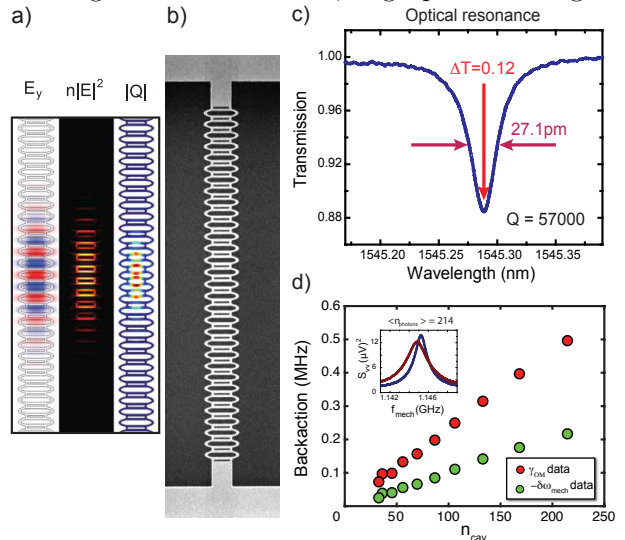 a)
E_y
n|E|²
|Q|
b)
c)
Optical resonance
Transmission
1.00
0.96
0.92
0.88
ΔT=0.12
27.1pm
Q = 57000
1545.20
1545.25
1545.30
1545.35
Wavelength (nm)
d)
Backaction (MHz)
0.6
0.5
0.4
0.3
0.2
0.1
0
50
100
150
200
250
n_cav
<n_photons> = 214
S_vv (μV)²
12
8
4
0
1.142
1.146
f_mech (GHz)
γ_OM data
−δω_mech data